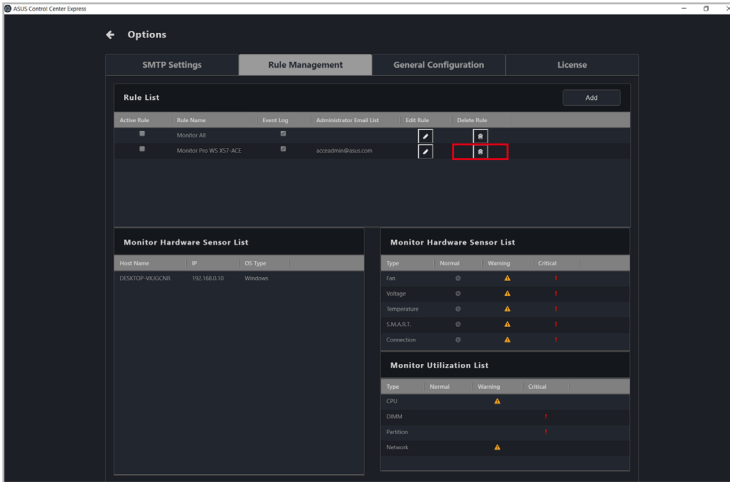 ASUS Control Center Express
Options
SMTP Settings Rule Management General Configuration License
Rule List Add
Active Rule Rule Name Event Log Administrator Email List Edit Rule Delete Rule
Monitor All
Monitor Pro WS X57-ACE acceadmin@asus.com
Monitor Hardware Sensor List
Host Name IP OS Type
192.168.0.10 Windows
Monitor Hardware Sensor List
Type Normal Warning Critical
Fan
Voltage
Temperature
S.M.A.R.T.
Connection
Monitor Utilization List
Type Normal Warning Critical
CPU
DIMM
Partition
Network